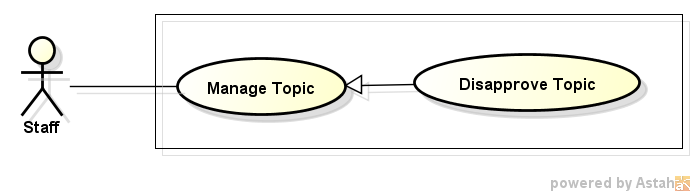 Manage Topic
Disapprove Topic
Staff
powered by Astah